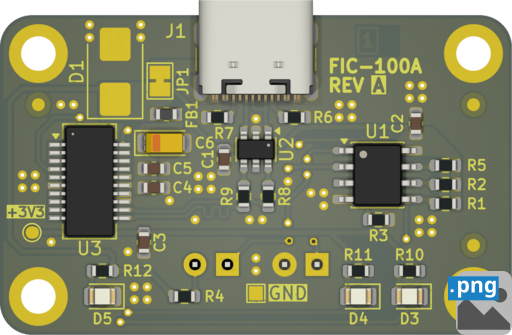 J1
D1
JP1
FIC-100A
REV A
1
FB1
R7
R6
C2
U1
C6
C1
U2
C5
C4
R5
R2
R1
R9
R8
+3V3
U3
C3
R3
R12
R11
R10
R4
GND
D5
D4
D3
.png